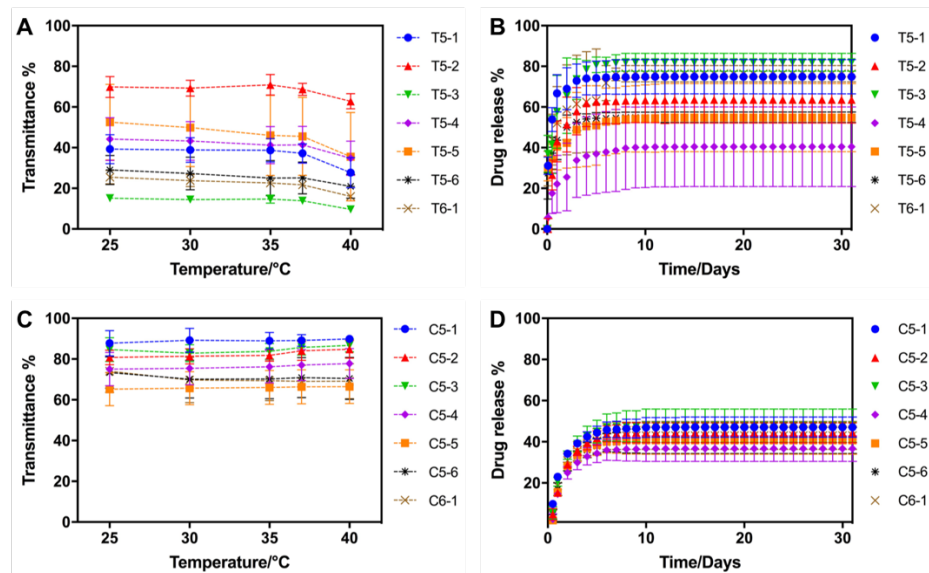 A
Transmittance %
100
80
60
40
20
0
25
30
35
40
Temperature/°C
T5-1
T5-2
T5-3
T5-4
T5-5
T5-6
T6-1
B
Drug release %
100
80
60
40
20
0
0
10
20
30
Time/Days
T5-1
T5-2
T5-3
T5-4
T5-5
T5-6
T6-1
C
Transmittance %
100
80
60
40
20
0
25
30
35
40
Temperature/°C
C5-1
C5-2
C5-3
C5-4
C5-5
C5-6
C6-1
D
Drug release %
100
80
60
40
20
0
10
20
30
Time/Days
C5-1
C5-2
C5-3
C5-4
C5-5
C5-6
C6-1